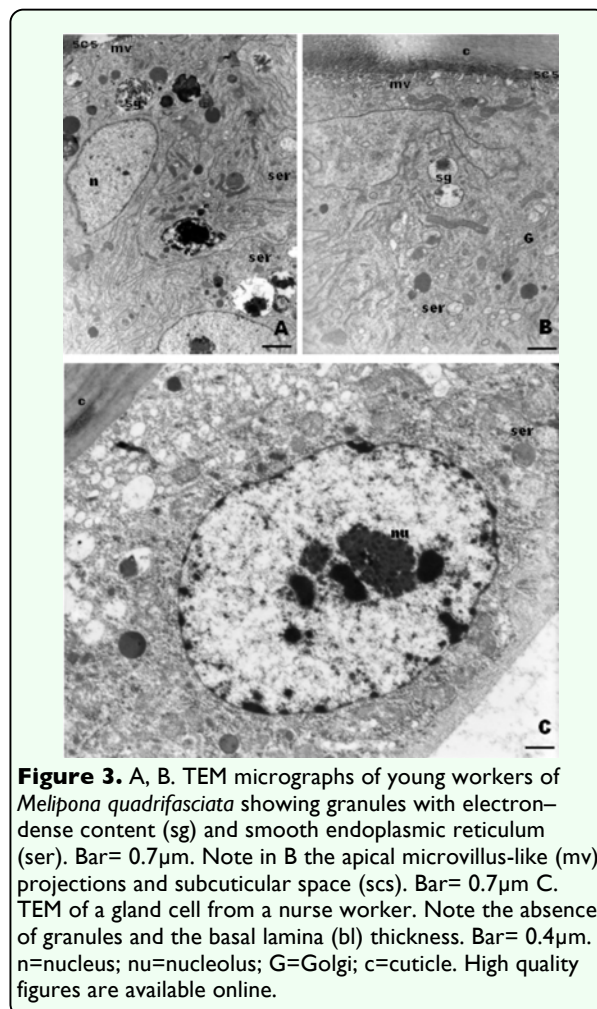 scs
mv
sg
n
ser
ser
A
c
scs
mv
sg
G
ser
B
c
ser
nu
C
Figure 3. A, B. TEM micrographs of young workers of
Melipona quadrifasciata showing granules with electron–
dense content (sg) and smooth endoplasmic reticulum
(ser). Bar= 0.7µm. Note in B the apical microvillus-like (mv)
projections and subcuticular space (scs). Bar= 0.7µm C.
TEM of a gland cell from a nurse worker. Note the absence
of granules and the basal lamina (bl) thickness. Bar= 0.4µm.
n=nucleus; nu=nucleolus; G=Golgi; c=cuticle. High quality
figures are available online.